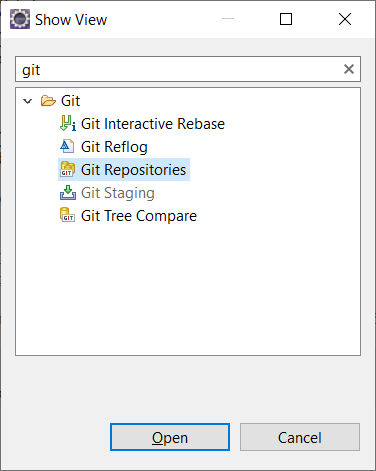 Show View
git
Git
Git Interactive Rebase
Git Reflog
Git Repositories
Git Staging
Git Tree Compare
Open
Cancel